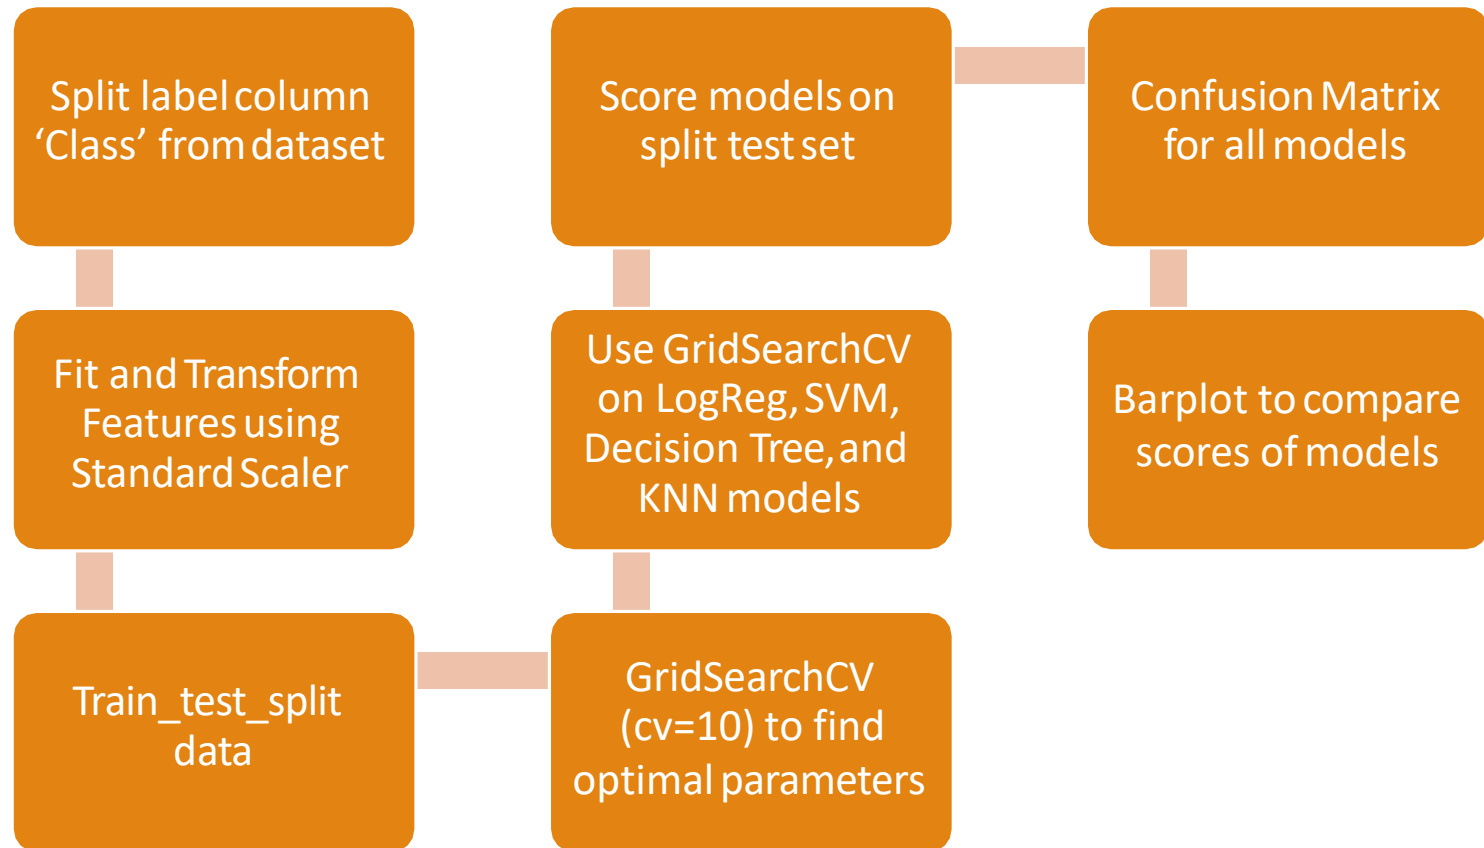 Split label column
‘Class’ from dataset
Fit and Transform
Features using
Standard Scaler
Train_test_split
data
GridSearchCV
(cv=10) to find
optimal parameters
Use GridSearchCV
on LogReg, SVM,
Decision Tree, and
KNN models
Score models on
split test set
Confusion Matrix
for all models
Barplot to compare
scores of models